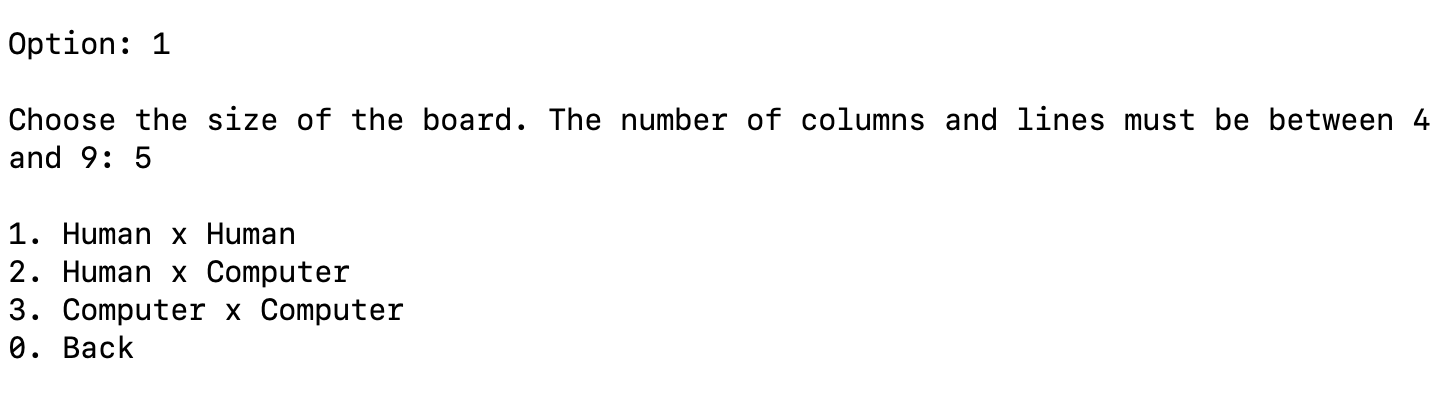 Option: 1
Choose the size of the board. The number of columns and lines must be between 4
and 9: 5
1. Human x Human
2. Human x Computer
3. Computer x Computer
0. Back